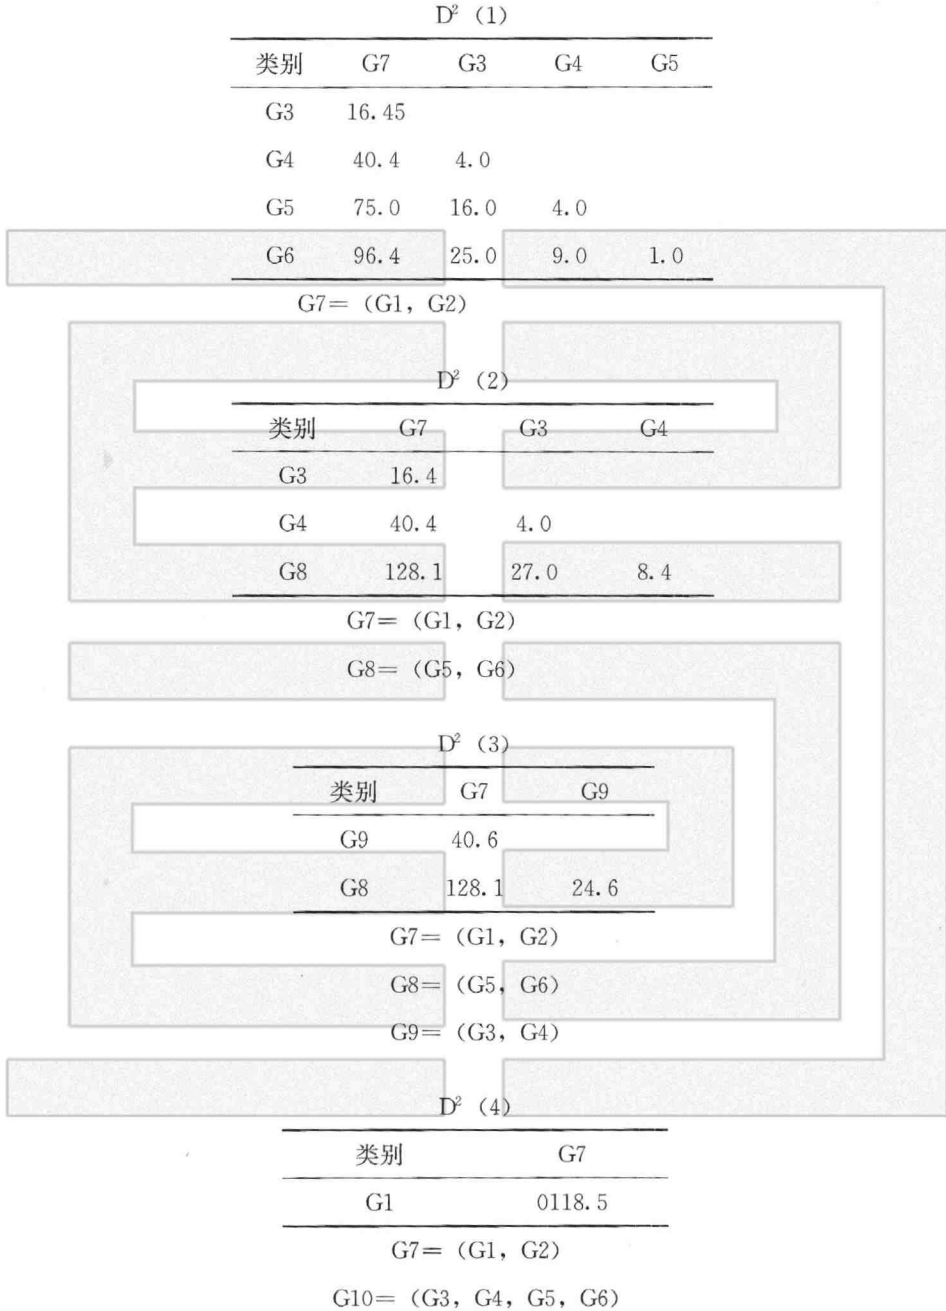 D² (1)
类别 G7 G3 G4 G5
G3 16.45
G4 40.4 4.0
G5 75.0 16.0 4.0
G6 96.4 25.0 9.0 1.0
G7= (G1, G2)
D² (2)
类别 G7 G3 G4
G3 16.4
G4 40.4 4.0
G8 128.1 27.0 8.4
G7= (G1, G2)
G8= (G5, G6)
D² (3)
类别 G7 G9
G9 40.6
G8 128.1 24.6
G7= (G1, G2)
G8= (G5, G6)
G9= (G3, G4)
D² (4)
类别 G7
G1 0118.5
G7= (G1, G2)
G10= (G3, G4, G5, G6)